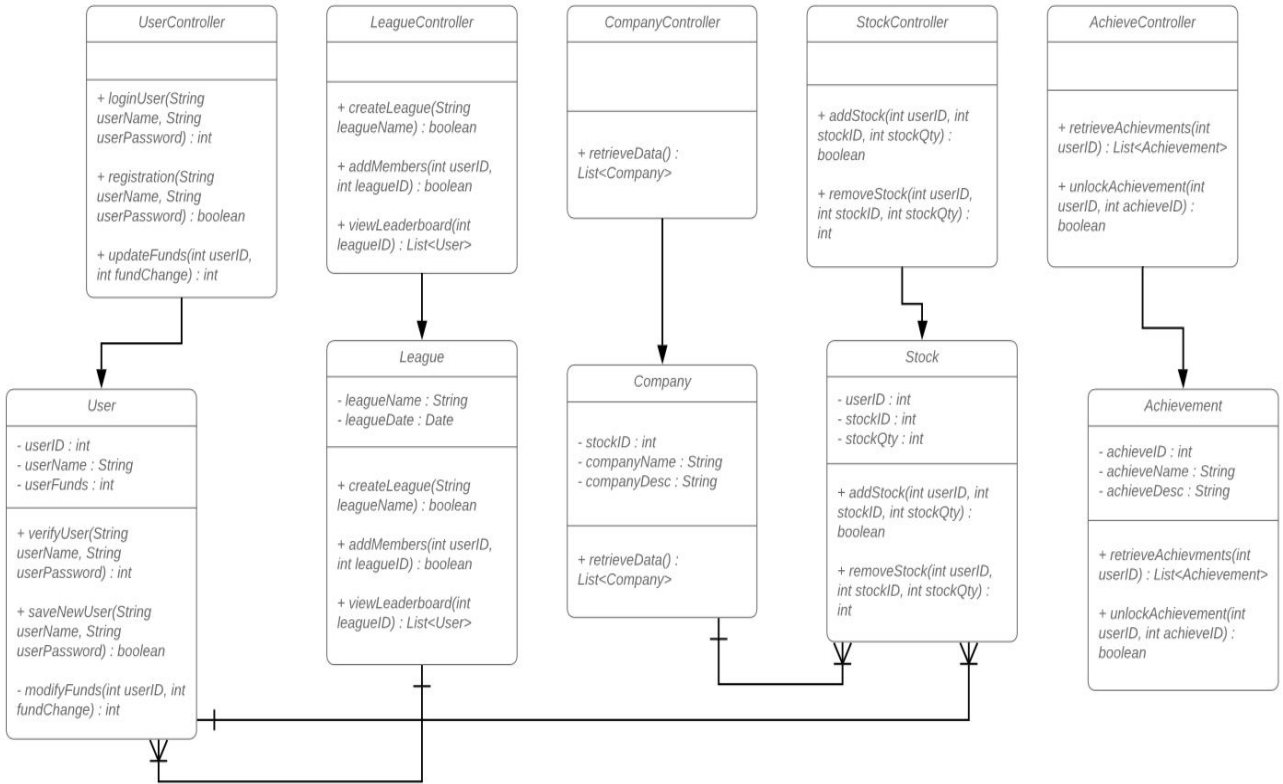 UserController
+ loginUser(String
userName, String
userPassword) : int
+ registration(String
userName, String
userPassword) : boolean
+ updateFunds(int userID,
int fundChange) : int
LeagueController
+ createLeague(String
leagueName) : boolean
+ addMembers(int userID,
int leagueID) : boolean
+ viewLeaderboard(int
leagueID) : List<User>
CompanyController
+ retrieveData() :
List<Company>
StockController
+ addStock(int userID, int
stockID, int stockQty) :
boolean
+ removeStock(int userID,
int stockID, int stockQty) :
int
AchieveController
+ retrieveAchievments(int
userID) : List<Achievement>
+ unlockAchievement(int
userID, int achieveID) :
boolean
User
- userID : int
- userName : String
- userFunds : int
+ verifyUser(String
userName, String
userPassword) : int
+ saveNewUser(String
userName, String
userPassword) : boolean
- modifyFunds(int userID, int
fundChange) : int
League
- leagueName : String
- leagueDate : Date
+ createLeague(String
leagueName) : boolean
+ addMembers(int userID,
int leagueID) : boolean
+ viewLeaderboard(int
leagueID) : List<User>
Company
- stockID : int
- companyName : String
- companyDesc : String
+ retrieveData() :
List<Company>
Stock
- userID : int
- stockID : int
- stockQty : int
+ addStock(int userID, int
stockID, int stockQty) :
boolean
+ removeStock(int userID,
int stockID, int stockQty) :
int
Achievement
- achieveID : int
- achieveName : String
- achieveDesc : String
+ retrieveAchievments(int
userID) : List<Achievement>
+ unlockAchievement(int
userID, int achieveID) :
boolean